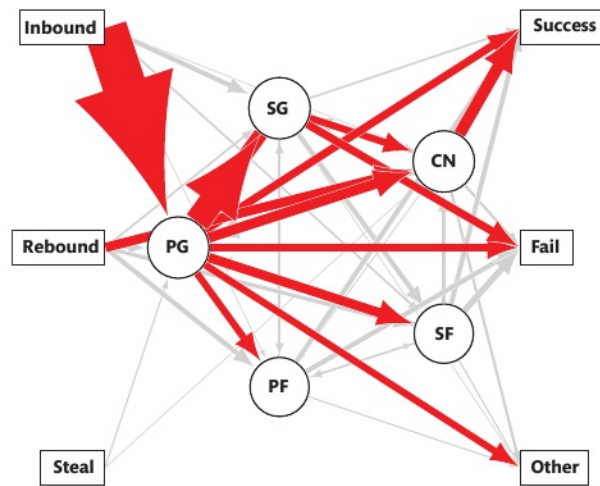 Inbound
Success
SG
CN
Rebound
PG
Fail
SF
PF
Steal
Other